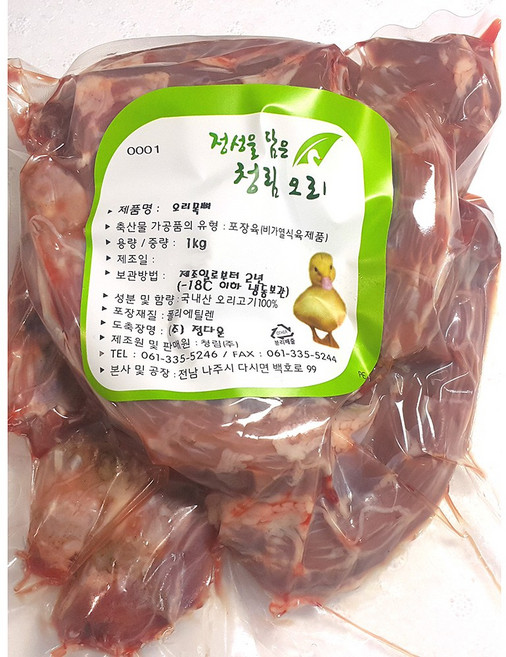 0001
정성을 담은
청림오리
▸ 제품명 : 오리목뼈
▸ 축산물 가공품의 유형 : 포장육(비가열식육제품)
▸ 용량 / 중량 : 1kg
▸ 제조일 :
▸ 보관방법 : 제조일로부터 2년
(-18℃ 이하 냉동보관)
▸ 성분 및 함량 : 국내산 오리고기100%
▸ 포장재질 : 폴리에틸렌
▸ 도축장명 : (주) 정다운
▸ 제조원 및 판매원 : 청림(주)
▸ TEL : 061-335-5246 / FAX : 061-335-5244
▸ 본사 및 공장 : 전남 나주시 다시면 백호로 99
분리배출